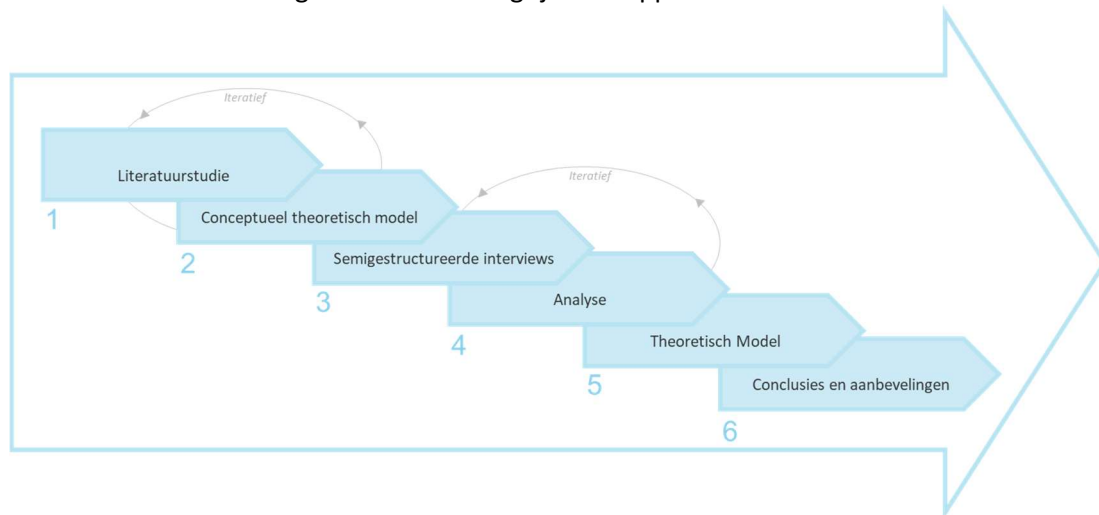 Iteratief
Literatuurstudie
1
Conceptueel theoretisch model
2
Iteratief
Semigestructureerde interviews
3
Analyse
4
Theoretisch Model
5
Conclusies en aanbevelingen
6